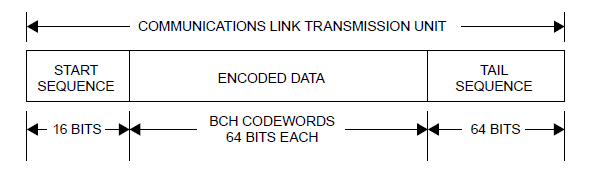 COMMUNICATIONS LINK TRANSMISSION UNIT
START
SEQUENCE
ENCODED DATA
TAIL
SEQUENCE
16 BITS
BCH CODEWORDS
64 BITS EACH
64 BITS